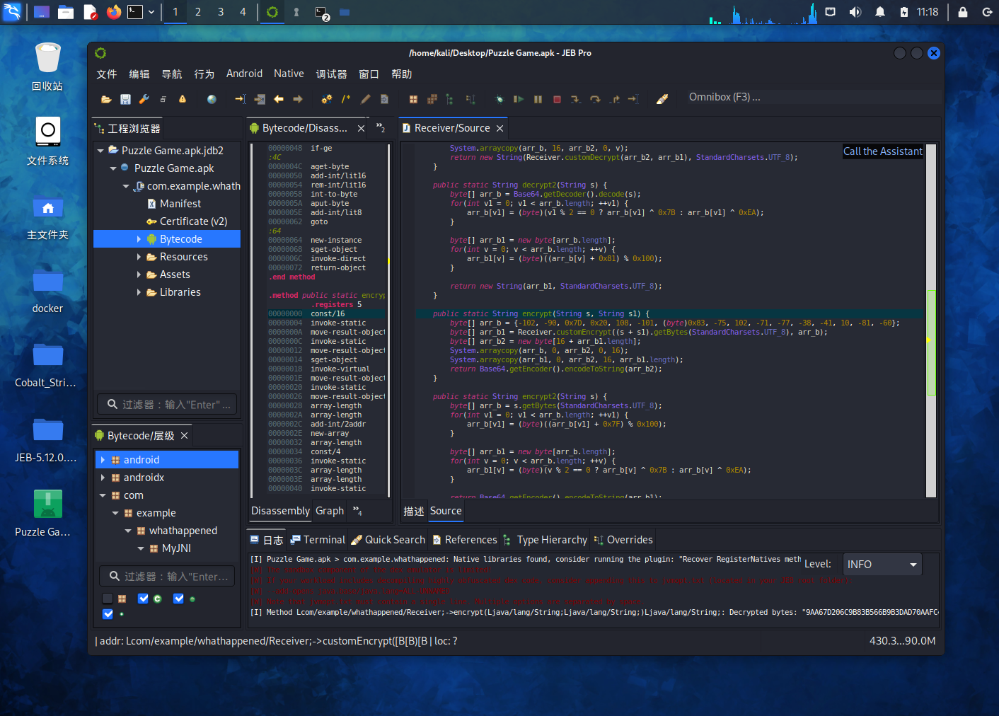 1 2 3 4 2 11:18
/home/kali/Desktop/Puzzle Game.apk - JEB Pro
文件 编辑 导航 行为 Android Native 调试器 窗口 帮助
Omnibox (F3) ...
回收站
文件系统
主文件夹
docker
Cobalt_Stri...
JEB-5.12.0....
Puzzle Ga...
工程浏览器
Puzzle Game.apk.jdb2
Puzzle Game.apk
com.example.whath
Manifest
Certificate (v2)
Bytecode
Resources
Assets
Libraries
过滤器：输入"Enter" ...
Bytecode/层级
android
androidx
com
example
whathappened
MyJNI
过滤器：输入"Enter...
Bytecode/Disass... »2
00000048 if-ge
:4C
0000004C aget-byte
00000050 add-int/lit16
00000054 rem-int/lit16
00000058 int-to-byte
0000005A aput-byte
0000005E add-int/lit8
00000062 goto
:64
00000064 new-instance
00000068 sget-object
0000006C invoke-direct
00000072 return-object
.end method
.method public static encryp
.registers 5
00000000 const/16
00000004 invoke-static
0000000A move-result-object
0000000C invoke-static
00000012 move-result-object
00000014 sget-object
00000018 invoke-virtual
0000001E move-result-object
00000020 invoke-static
00000026 move-result-object
00000028 array-length
0000002A array-length
0000002C add-int/2addr
0000002E new-array
00000032 array-length
00000034 const/4
00000036 invoke-static
0000003C array-length
0000003E array-length
00000040 invoke-static
Disassembly Graph »4
Receiver/Source
Call the Assistant
System.arraycopy(arr_b, 16, arr_b2, 0, v);
return new String(Receiver.customDecrypt(arr_b2, arr_b1), StandardCharsets.UTF_8);
}
public static String decrypt2(String s) {
byte[] arr_b = Base64.getDecoder().decode(s);
for(int v1 = 0; v1 < arr_b.length; ++v1) {
arr_b[v1] = (byte)(v1 % 2 == 0 ? arr_b[v1] ^ 0x7B : arr_b[v1] ^ 0xEA);
}
byte[] arr_b1 = new byte[arr_b.length];
for(int v = 0; v < arr_b.length; ++v) {
arr_b1[v] = (byte)((arr_b[v] + 0x81) % 0x100);
}
return new String(arr_b1, StandardCharsets.UTF_8);
}
public static String encrypt(String s, String s1) {
byte[] arr_b = {-102, -90, 0x7D, 0x20, 108, -101, (byte)0x83, -75, 102, -71, -77, -38, -41, 10, -81, -60};
byte[] arr_b1 = Receiver.customEncrypt((s + s1).getBytes(StandardCharsets.UTF_8), arr_b);
byte[] arr_b2 = new byte[16 + arr_b1.length];
System.arraycopy(arr_b, 0, arr_b2, 0, 16);
System.arraycopy(arr_b1, 0, arr_b2, 16, arr_b1.length);
return Base64.getEncoder().encodeToString(arr_b2);
}
public static String encrypt2(String s) {
byte[] arr_b = s.getBytes(StandardCharsets.UTF_8);
for(int v1 = 0; v1 < arr_b.length; ++v1) {
arr_b[v1] = (byte)((arr_b[v1] + 0x7F) % 0x100);
}
byte[] arr_b1 = new byte[arr_b.length];
for(int v = 0; v < arr_b.length; ++v) {
arr_b1[v] = (byte)(v % 2 == 0 ? arr_b[v] ^ 0x7B : arr_b[v] ^ 0xEA);
}
return Base64.getEncoder().encodeToString(arr_b1);
描述 Source
日志 Terminal Quick Search References Type Hierarchy Overrides
[I] Puzzle Game.apk > com.example.whathappened: Native libraries found, consider running the plugin: "Recover RegisterNatives meth
Level: INFO
[I] Method Lcom/example/whathappened/Receiver;->encrypt(Ljava/lang/String;Ljava/lang/String;)Ljava/lang/String;: Decrypted bytes: "9AA67D206C9B83B566B9B3DAD70AAFC4
| addr: Lcom/example/whathappened/Receiver;->customEncrypt([B[B)[B | loc: ? 430.3...90.0M